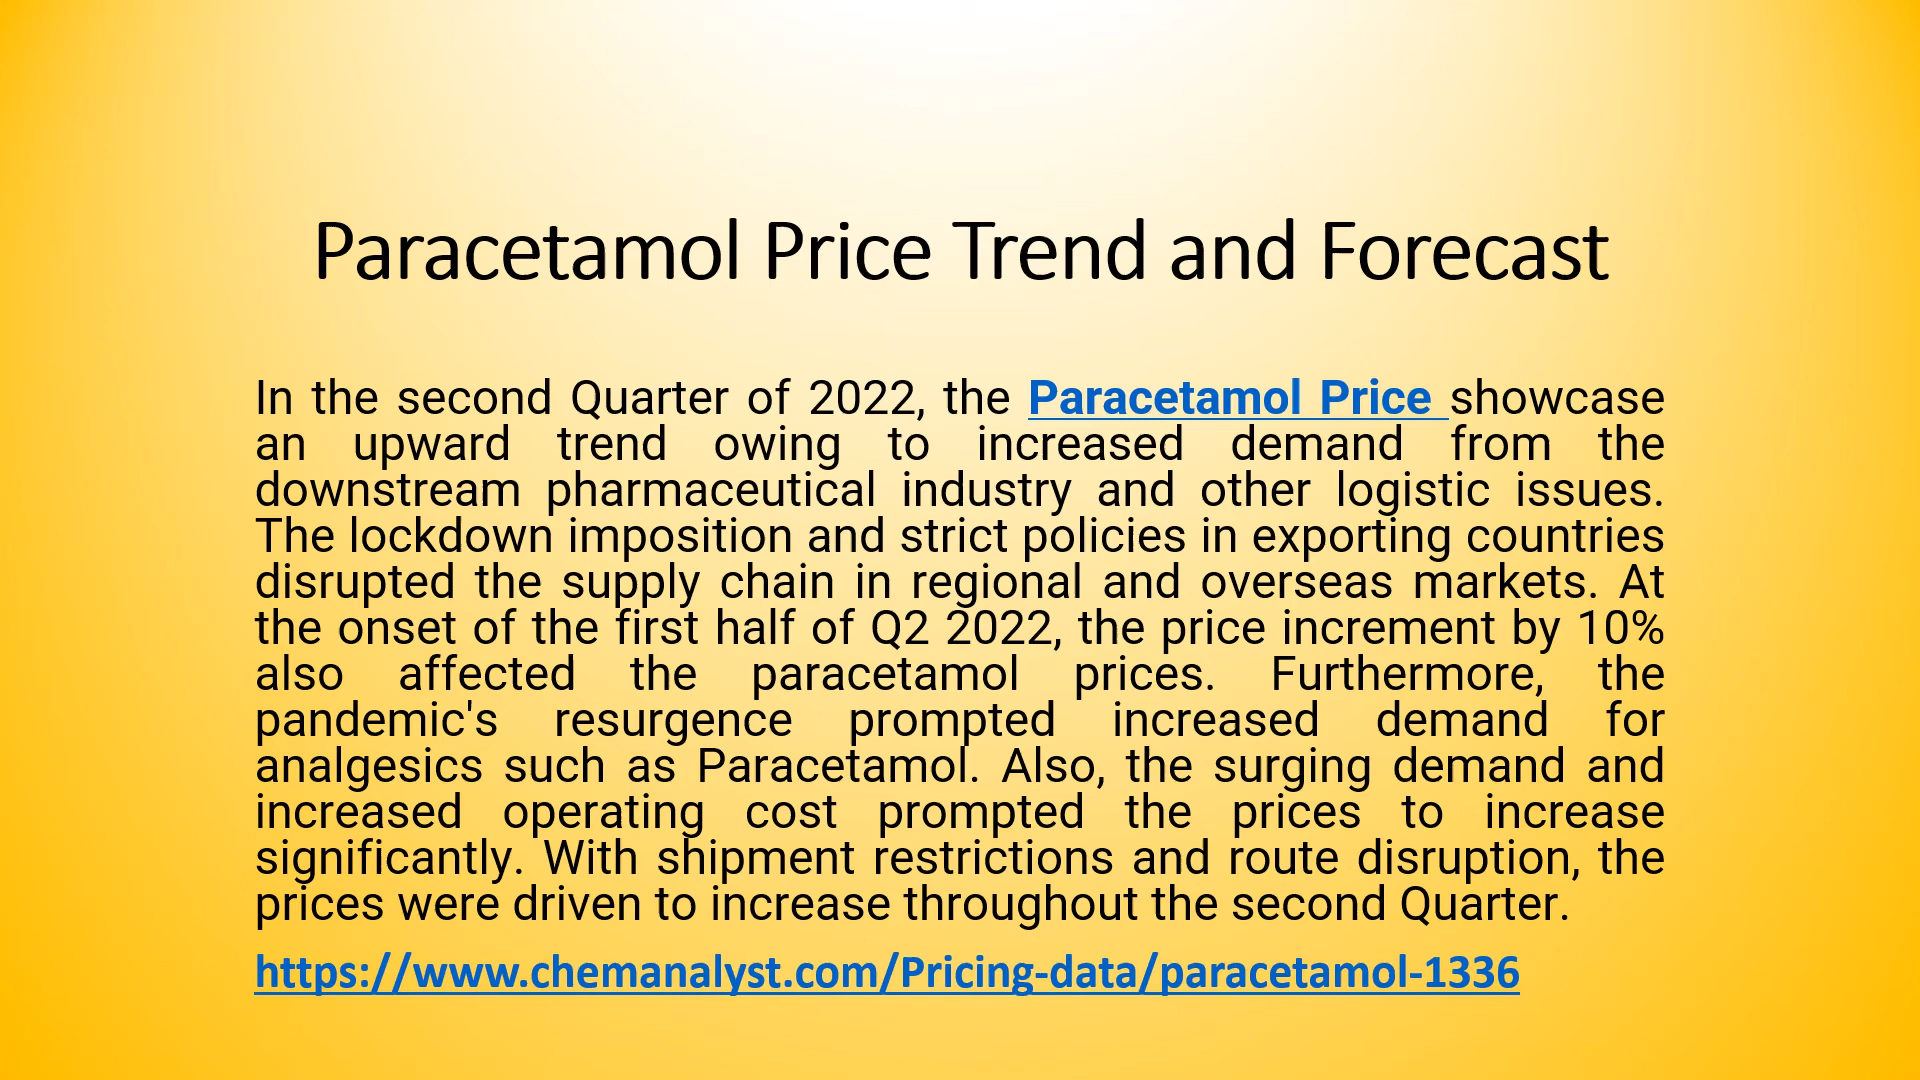 Paracetamol Price Trend and Forecast
In the second Quarter of 2022, the Paracetamol Price showcase
an upward trend owing to increased demand from the
downstream pharmaceutical industry and other logistic issues.
The lockdown imposition and strict policies in exporting countries
disrupted the supply chain in regional and overseas markets. At
the onset of the first half of Q2 2022, the price increment by 10%
also affected the paracetamol prices. Furthermore, the
pandemic's resurgence prompted increased demand for
analgesics such as Paracetamol. Also, the surging demand and
increased operating cost prompted the prices to increase
significantly. With shipment restrictions and route disruption, the
prices were driven to increase throughout the second Quarter.
https://www.chemanalyst.com/Pricing-data/paracetamol-1336